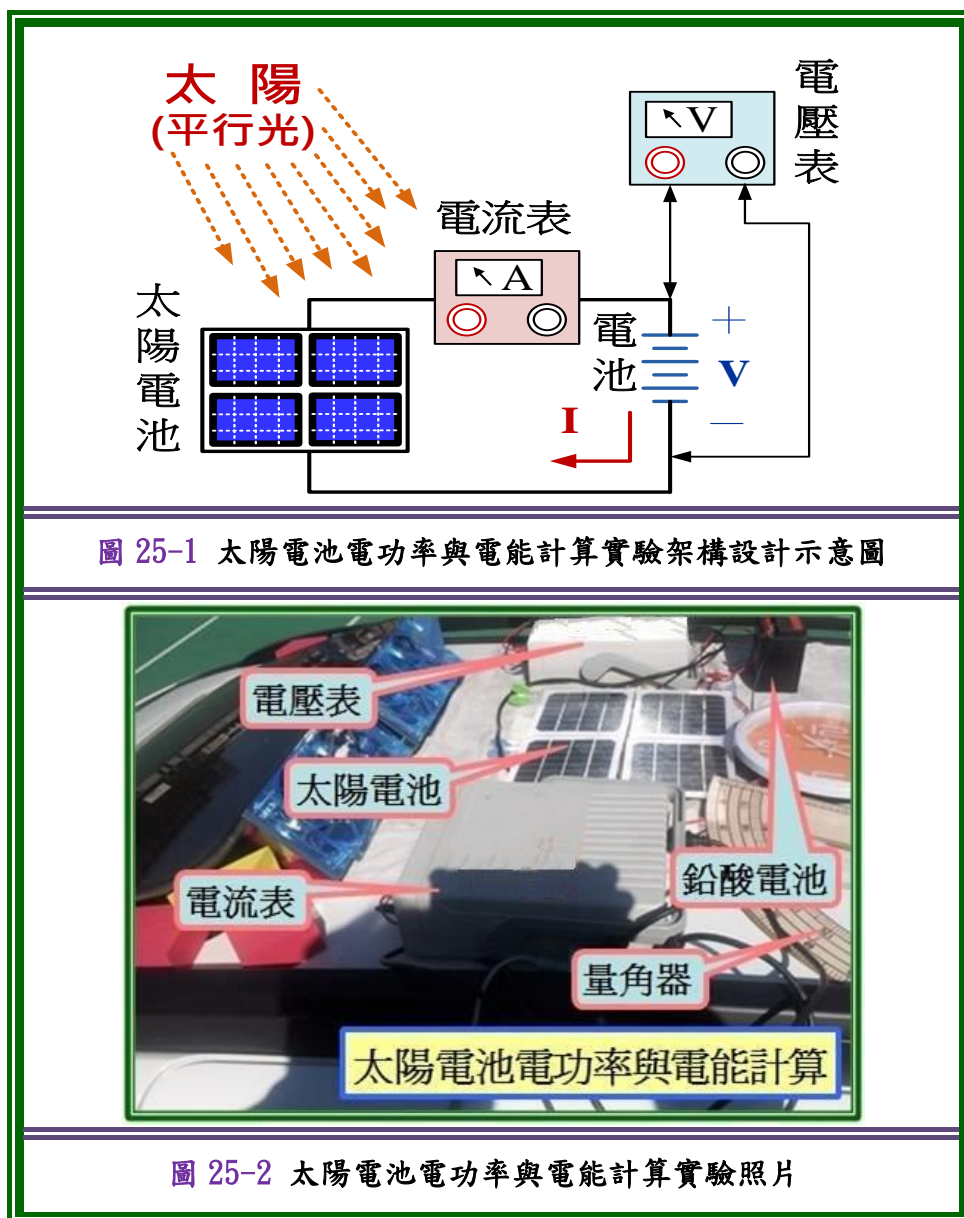 太 陽
(平行光)
電壓表
V
電流表
A
太陽電池
電池
+
V
—
I
圖 25-1 太陽電池電功率與電能計算實驗架構設計示意圖
電壓表
太陽電池
電流表
鉛酸電池
量角器
太陽電池電功率與電能計算
圖 25-2 太陽電池電功率與電能計算實驗照片